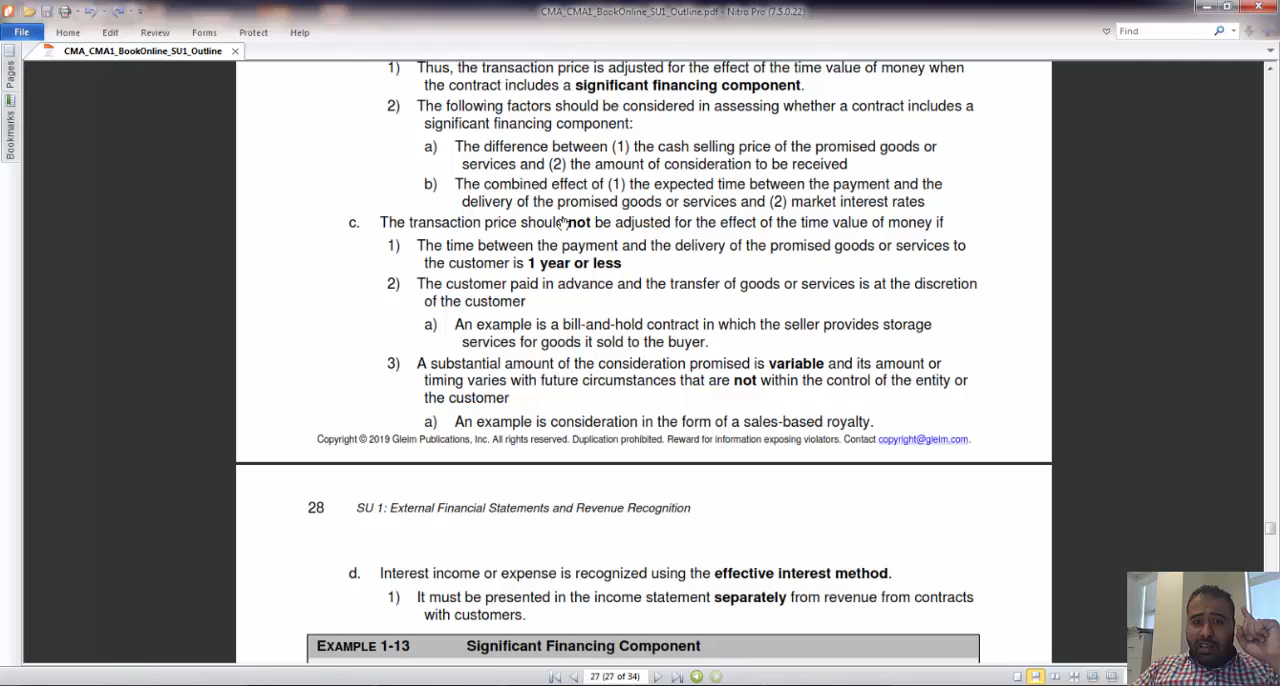 CMA_CMA1_BookOnline_SU1_Outline.pdf - Nitro Pro (7.5.0.22)
File Home Edit Review Forms Protect Help Find
CMA_CMA1_BookOnline_SU1_Outline
Pages
Bookmarks
1) Thus, the transaction price is adjusted for the effect of the time value of money when
the contract includes a significant financing component.
2) The following factors should be considered in assessing whether a contract includes a
significant financing component:
a) The difference between (1) the cash selling price of the promised goods or
services and (2) the amount of consideration to be received
b) The combined effect of (1) the expected time between the payment and the
delivery of the promised goods or services and (2) market interest rates
c. The transaction price should not be adjusted for the effect of the time value of money if
1) The time between the payment and the delivery of the promised goods or services to
the customer is 1 year or less
2) The customer paid in advance and the transfer of goods or services is at the discretion
of the customer
a) An example is a bill-and-hold contract in which the seller provides storage
services for goods it sold to the buyer.
3) A substantial amount of the consideration promised is variable and its amount or
timing varies with future circumstances that are not within the control of the entity or
the customer
a) An example is consideration in the form of a sales-based royalty.
Copyright © 2019 Gleim Publications, Inc. All rights reserved. Duplication prohibited. Reward for information exposing violators. Contact copyright@gleim.com.
28 SU 1: External Financial Statements and Revenue Recognition
d. Interest income or expense is recognized using the effective interest method.
1) It must be presented in the income statement separately from revenue from contracts
with customers.
EXAMPLE 1-13 Significant Financing Component
27 (27 of 34)